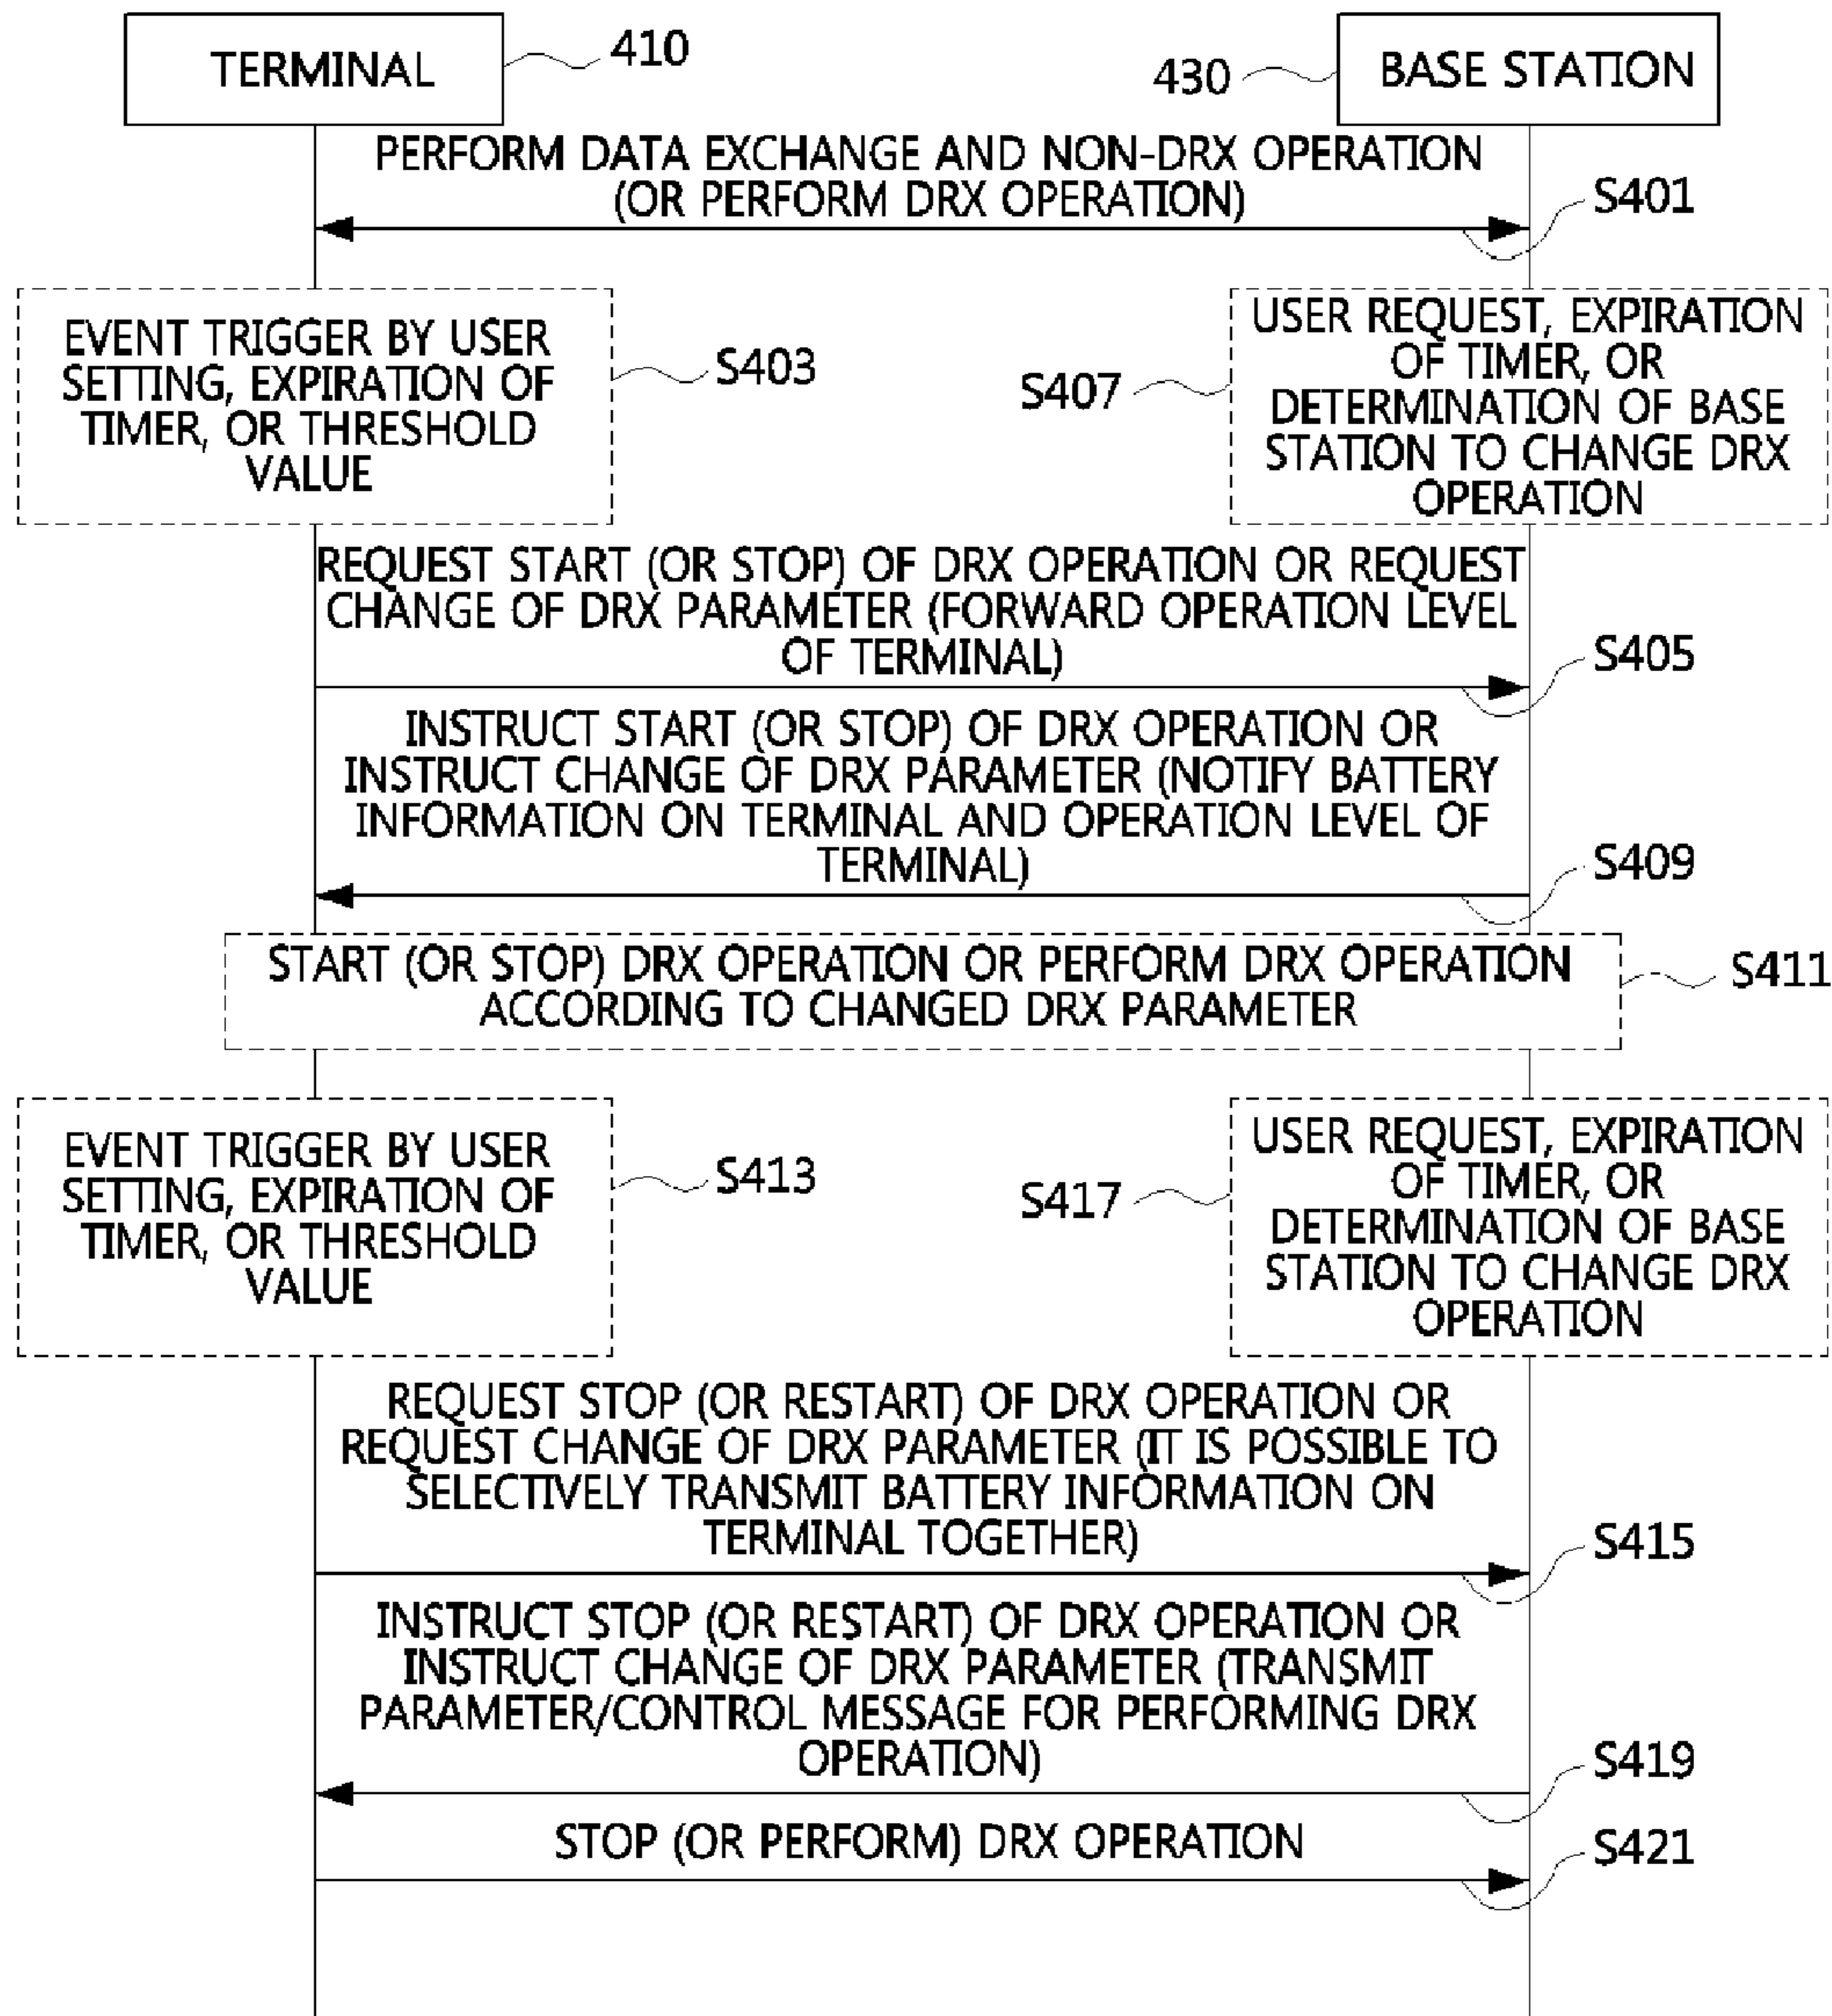 TERMINAL
410
430
BASE STATION
PERFORM DATA EXCHANGE AND NON-DRX OPERATION
(OR PERFORM DRX OPERATION)
S401
EVENT TRIGGER BY USER
SETTING, EXPIRATION OF
TIMER, OR THRESHOLD
VALUE
S403
S407
USER REQUEST, EXPIRATION
OF TIMER, OR
DETERMINATION OF BASE
STATION TO CHANGE DRX
OPERATION
REQUEST START (OR STOP) OF DRX OPERATION OR REQUEST
CHANGE OF DRX PARAMETER (FORWARD OPERATION LEVEL
OF TERMINAL)
S405
INSTRUCT START (OR STOP) OF DRX OPERATION OR
INSTRUCT CHANGE OF DRX PARAMETER (NOTIFY BATTERY
INFORMATION ON TERMINAL AND OPERATION LEVEL OF
TERMINAL)
S409
START (OR STOP) DRX OPERATION OR PERFORM DRX OPERATION
ACCORDING TO CHANGED DRX PARAMETER
S411
EVENT TRIGGER BY USER
SETTING, EXPIRATION OF
TIMER, OR THRESHOLD
VALUE
S413
S417
USER REQUEST, EXPIRATION
OF TIMER, OR
DETERMINATION OF BASE
STATION TO CHANGE DRX
OPERATION
REQUEST STOP (OR RESTART) OF DRX OPERATION OR
REQUEST CHANGE OF DRX PARAMETER (IT IS POSSIBLE TO
SELECTIVELY TRANSMIT BATTERY INFORMATION ON
TERMINAL TOGETHER)
S415
INSTRUCT STOP (OR RESTART) OF DRX OPERATION OR
INSTRUCT CHANGE OF DRX PARAMETER (TRANSMIT
PARAMETER/CONTROL MESSAGE FOR PERFORMING DRX
OPERATION)
S419
STOP (OR PERFORM) DRX OPERATION
S421